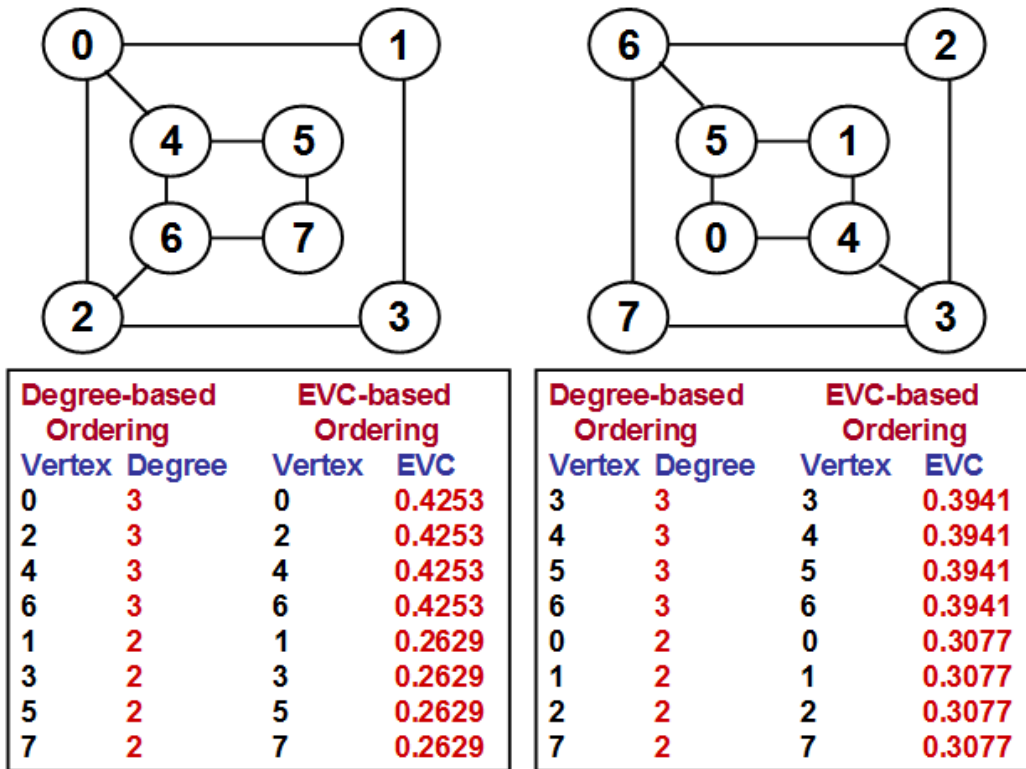 0 1
4 5
6 7
2 3
6 2
5 1
0 4
7 3
Degree-based EVC-based
Ordering Ordering
Vertex Degree Vertex EVC
0 3 0 0.4253
2 3 2 0.4253
4 3 4 0.4253
6 3 6 0.4253
1 2 1 0.2629
3 2 3 0.2629
5 2 5 0.2629
7 2 7 0.2629
Degree-based EVC-based
Ordering Ordering
Vertex Degree Vertex EVC
3 3 3 0.3941
4 3 4 0.3941
5 3 5 0.3941
6 3 6 0.3941
0 2 0 0.3077
1 2 1 0.3077
2 2 2 0.3077
7 2 7 0.3077